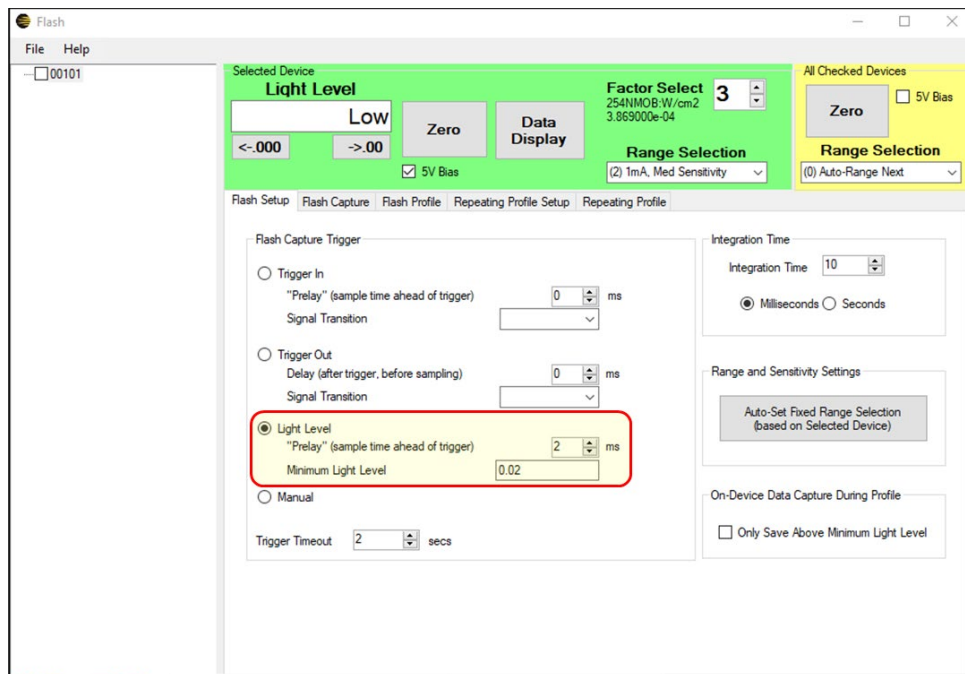 Flash
File Help
00101
Selected Device
Light Level
Low
<-.000 ->.00
Zero
5V Bias
Data
Display
Factor Select
254NMOB:W/cm2
3.869000e-04
3
Range Selection
(2) 1mA, Med Sensitivity
All Checked Devices
Zero
5V Bias
Range Selection
(0) Auto-Range Next
Flash Setup Flash Capture Flash Profile Repeating Profile Setup Repeating Profile
Flash Capture Trigger
Trigger In
"Prelay" (sample time ahead of trigger) 0 ms
Signal Transition
Trigger Out
Delay (after trigger, before sampling) 0 ms
Signal Transition
Light Level
"Prelay" (sample time ahead of trigger) 2 ms
Minimum Light Level 0.02
Manual
Trigger Timeout 2 secs
Integration Time
Integration Time 10
Milliseconds Seconds
Range and Sensitivity Settings
Auto-Set Fixed Range Selection
(based on Selected Device)
On-Device Data Capture During Profile
Only Save Above Minimum Light Level